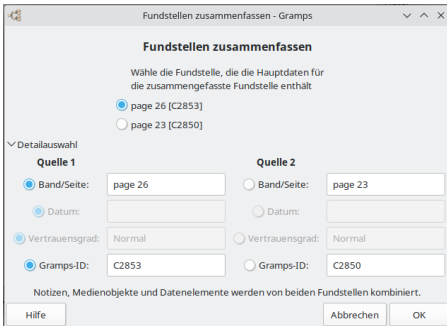 Fundstellen zusammenfassen - Gramps
Fundstellen zusammenfassen
Wähle die Fundstelle, die die Hauptdaten für
die zusammengefasste Fundstelle enthält
page 26 [C2853]
page 23 [C2850]
Detailauswahl
Quelle 1 Quelle 2
Band/Seite: page 26 Band/Seite: page 23
Datum: Datum:
Vertrauensgrad: Normal Vertrauensgrad: Normal
Gramps-ID: C2853 Gramps-ID: C2850
Notizen, Medienobjekte und Datenelemente werden von beiden Fundstellen kombiniert.
Hilfe Abbrechen OK